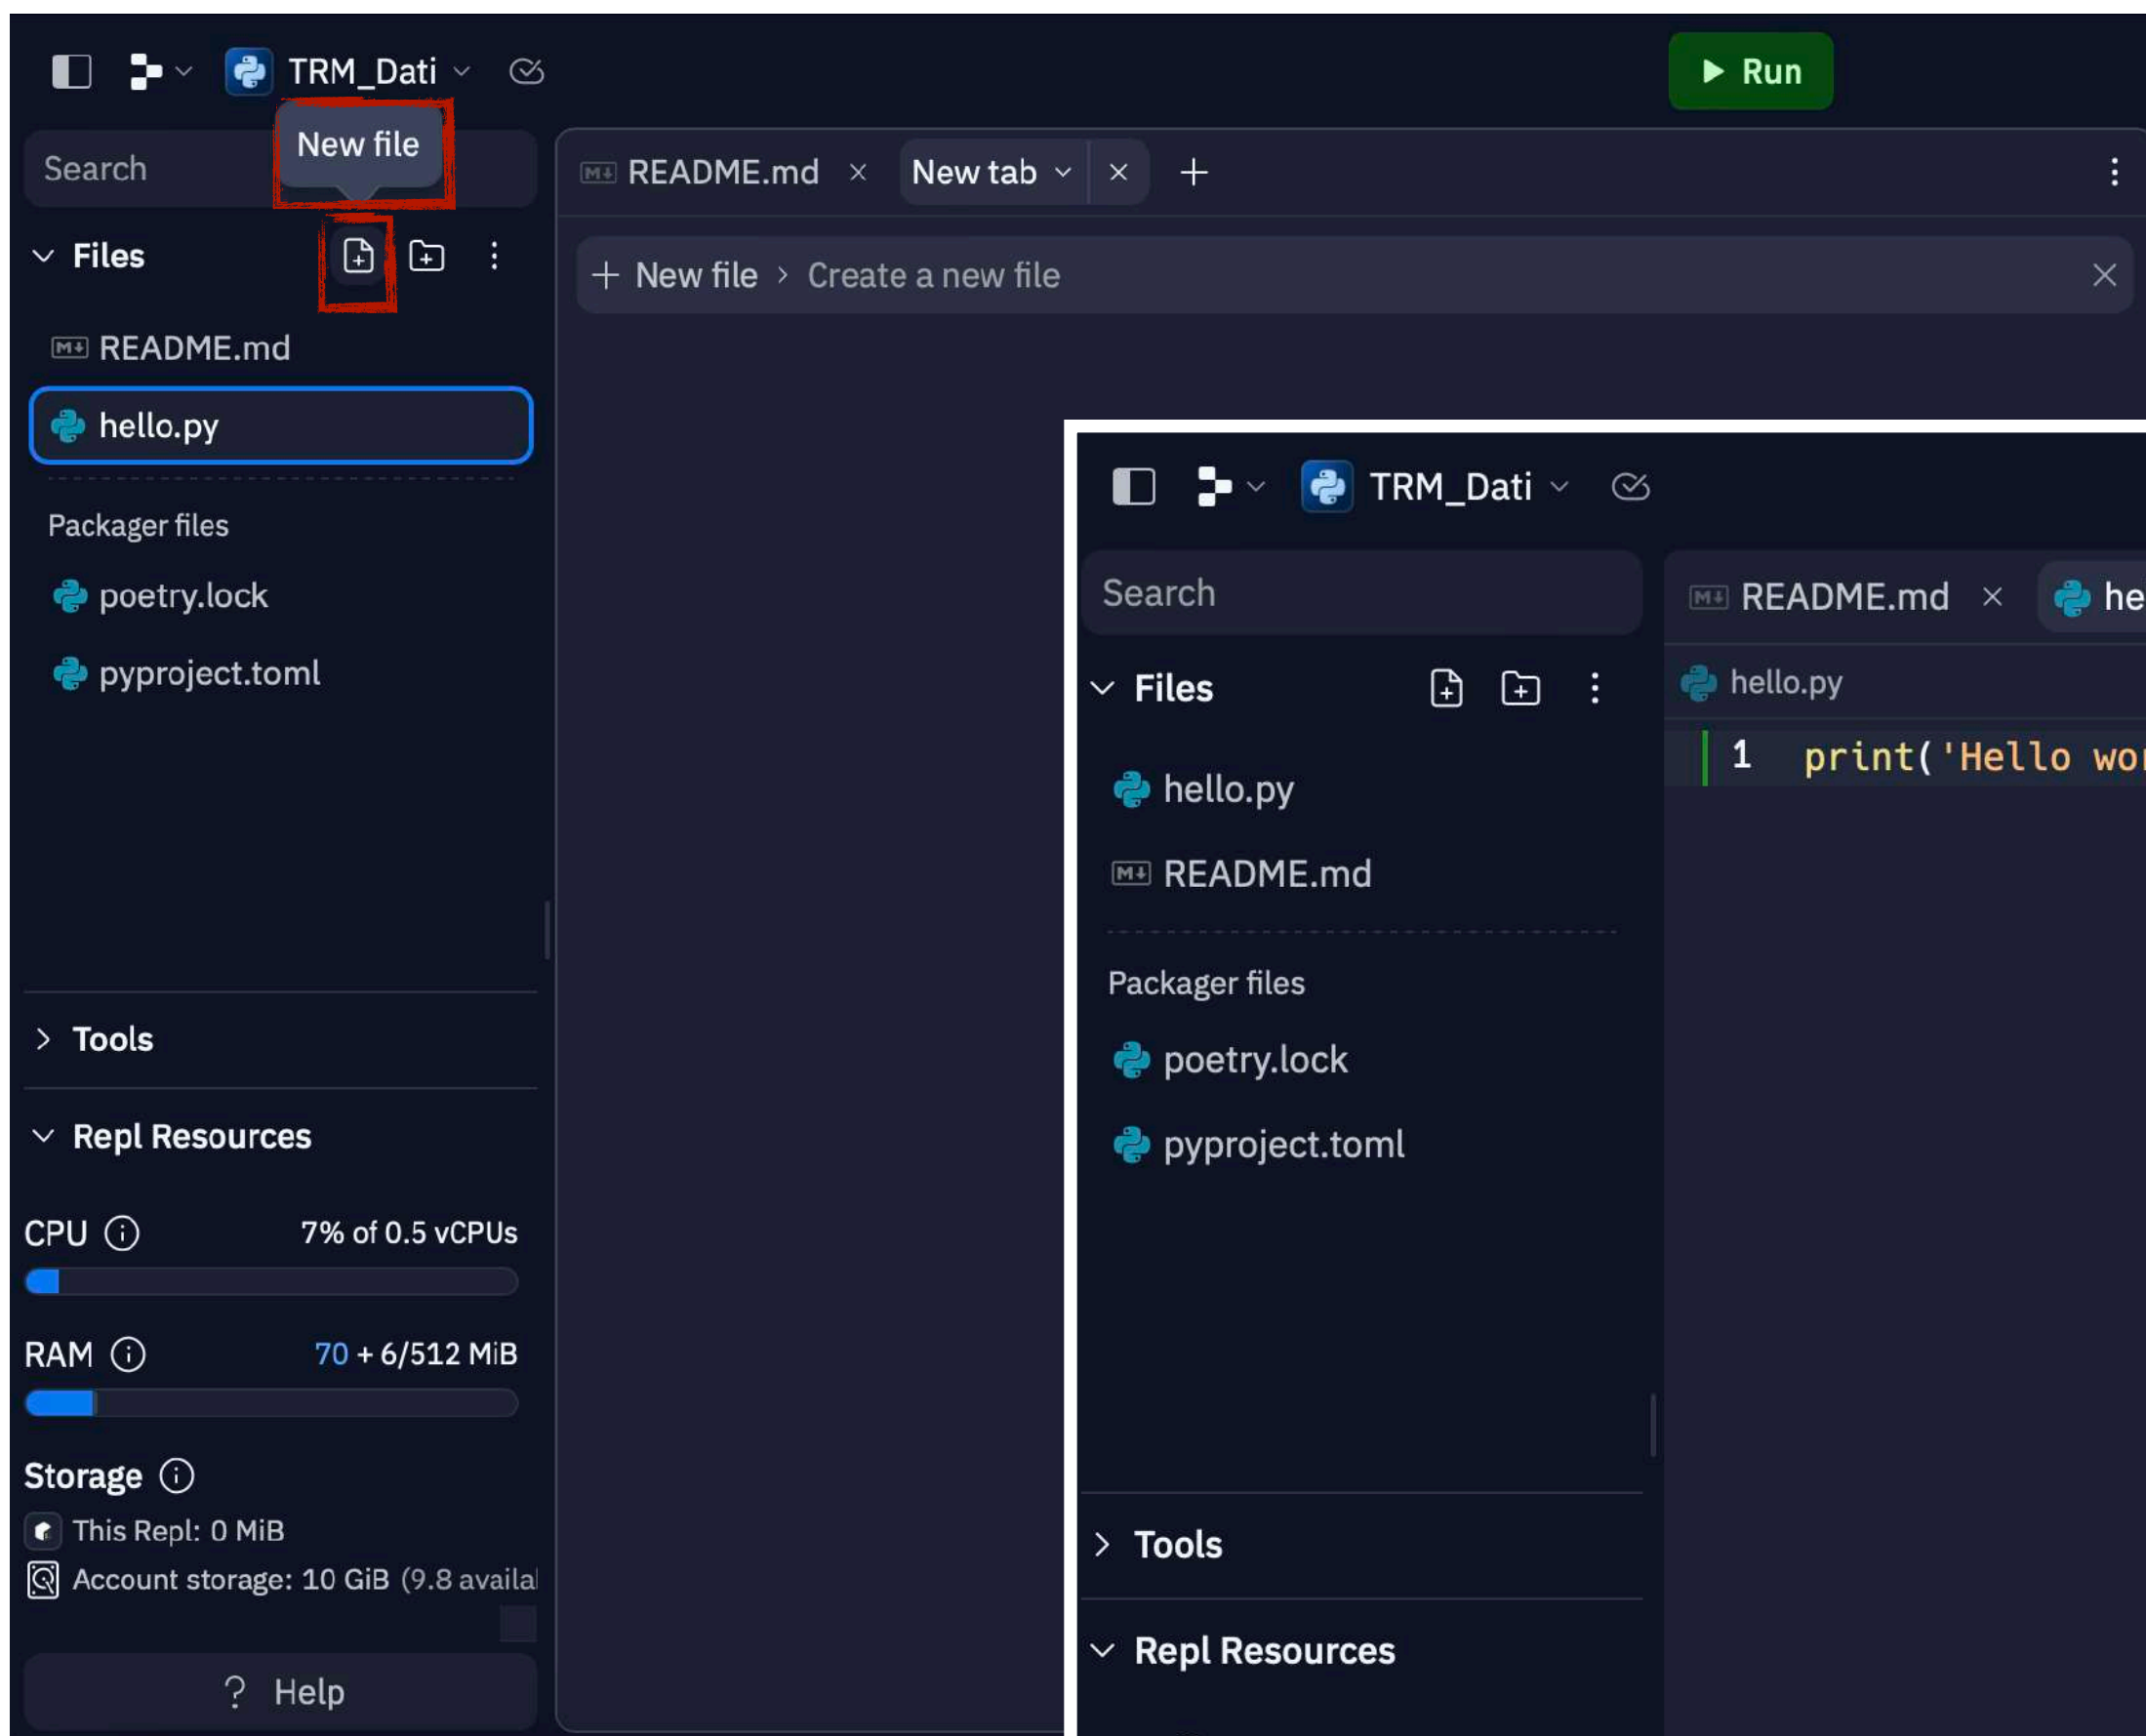 TRM_Dati
Run
New file
Search
README.md
New tab
Files
New file > Create a new file
README.md
hello.py
Packager files
poetry.lock
pyproject.toml
Tools
Repl Resources
CPU 7% of 0.5 vCPUs
RAM 70 + 6/512 MiB
Storage
This Repl: 0 MiB
Account storage: 10 GiB (9.8
? Help
TRM_Dati
Search
README.md
Files
hello.py
1 print('Hello
hello.py
README.md
Packager files
poetry.lock
pyproject.toml
Tools
Repl Resources